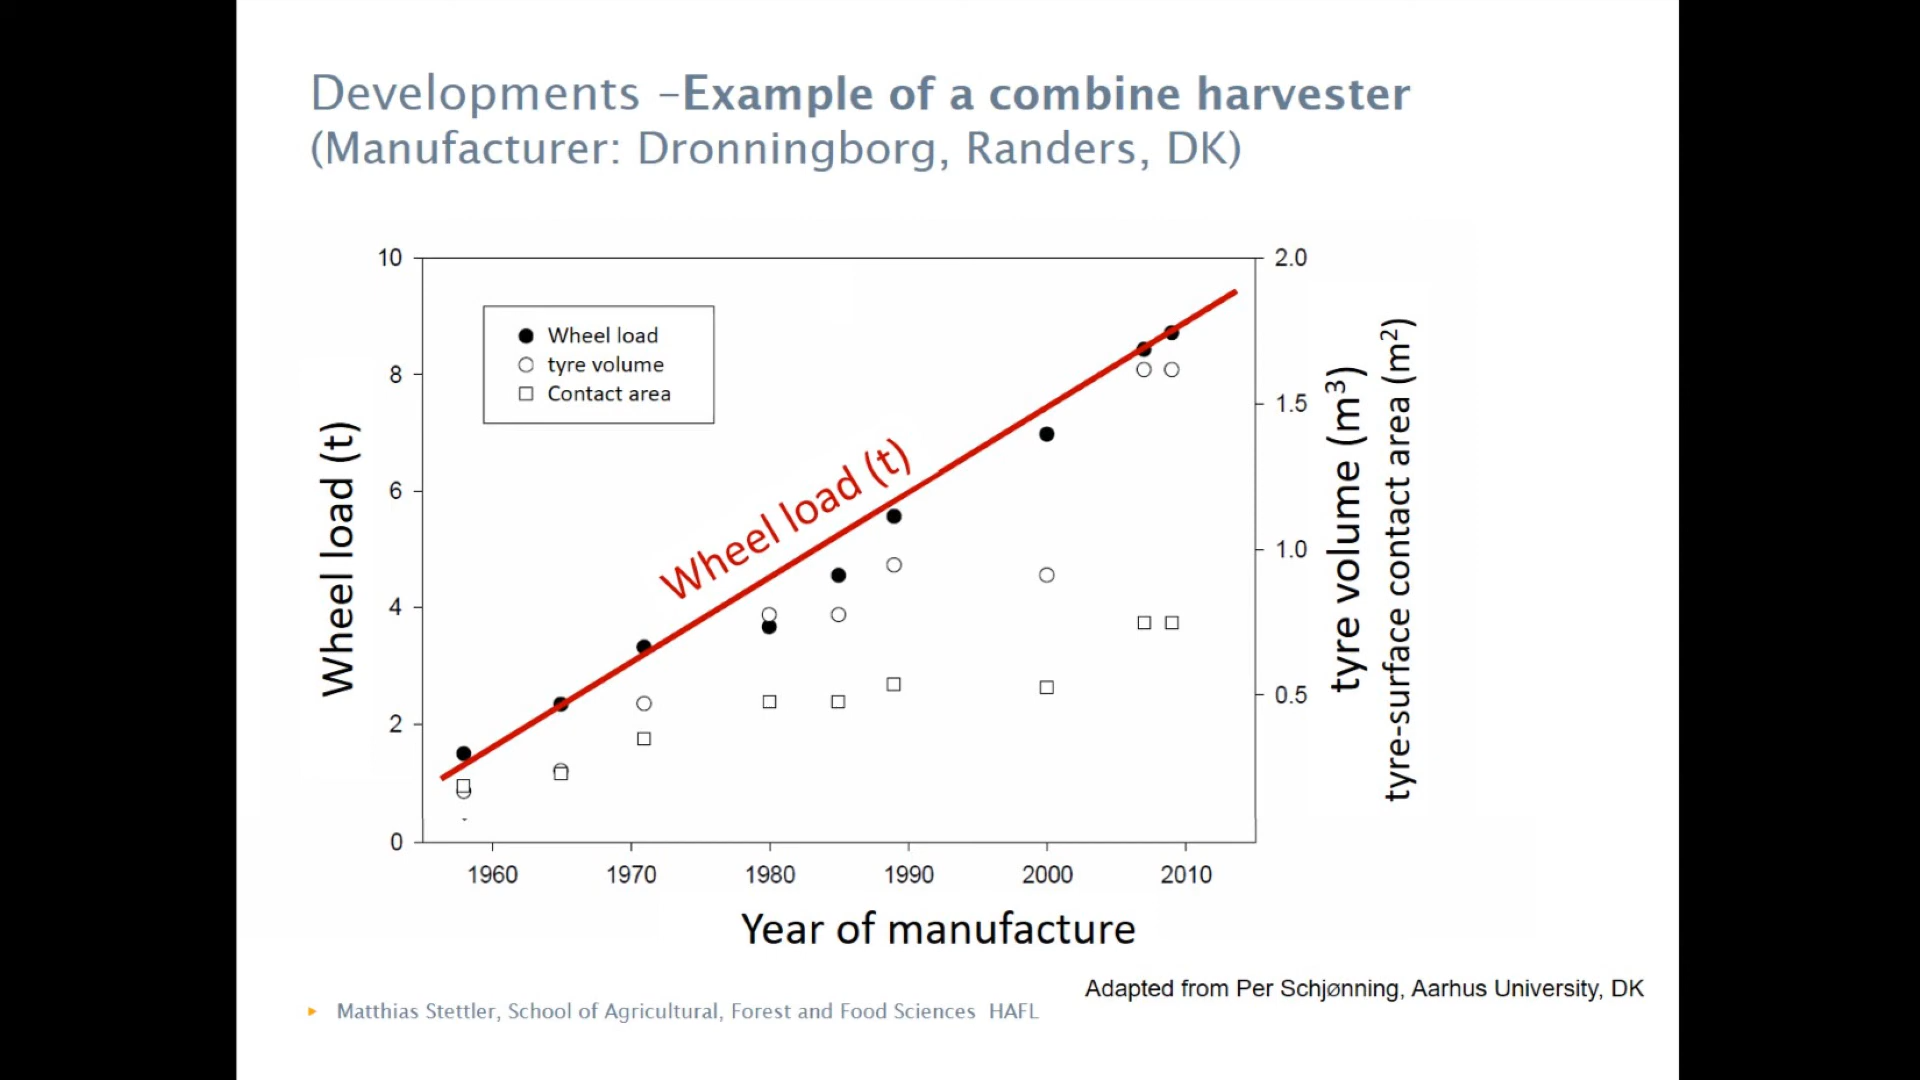 Developments –Example of a combine harvester
(Manufacturer: Dronningborg, Randers, DK)
10
8
6
4
2
0
Wheel load (t)
Wheel load
tyre volume
Contact area
Wheel load (t)
2.0
1.5
1.0
0.5
tyre volume (m³)
tyre-surface contact area (m²)
1960 1970 1980 1990 2000 2010
Year of manufacture
Adapted from Per Schjønning, Aarhus University, DK
Matthias Stettler, School of Agricultural, Forest and Food Sciences HAFL